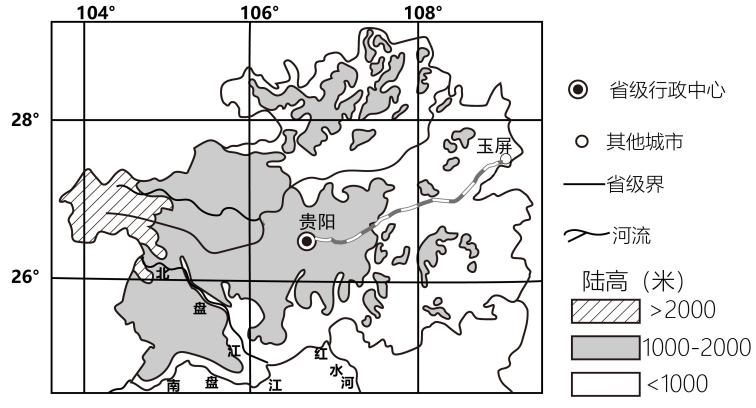 104° 106° 108°
28°
26°
玉屏
贵阳
北
盘
江
南 盘 江
红
水
河
省级行政中心
其他城市
省级界
河流
陆高（米）
>2000
1000-2000
<1000